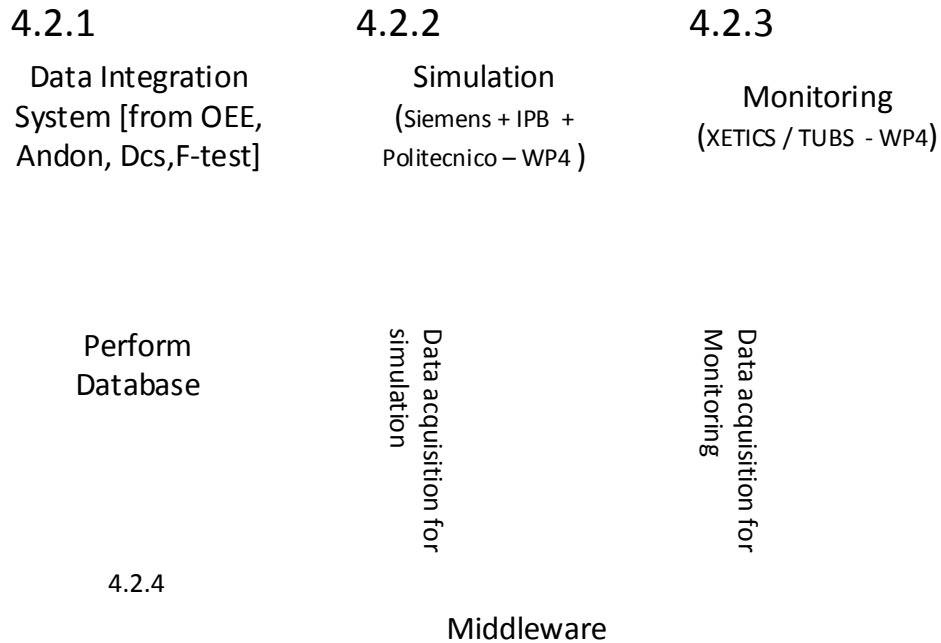 4.2.1
Data Integration
System [from OEE,
Andon, Dcs,F-test]
4.2.2
Simulation
(Siemens + IPB +
Politecnico – WP4 )
4.2.3
Monitoring
(XETICS / TUBS - WP4)
Perform
Database
Data acquisition for
simulation
Data acquisition for
Monitoring
4.2.4
Middleware